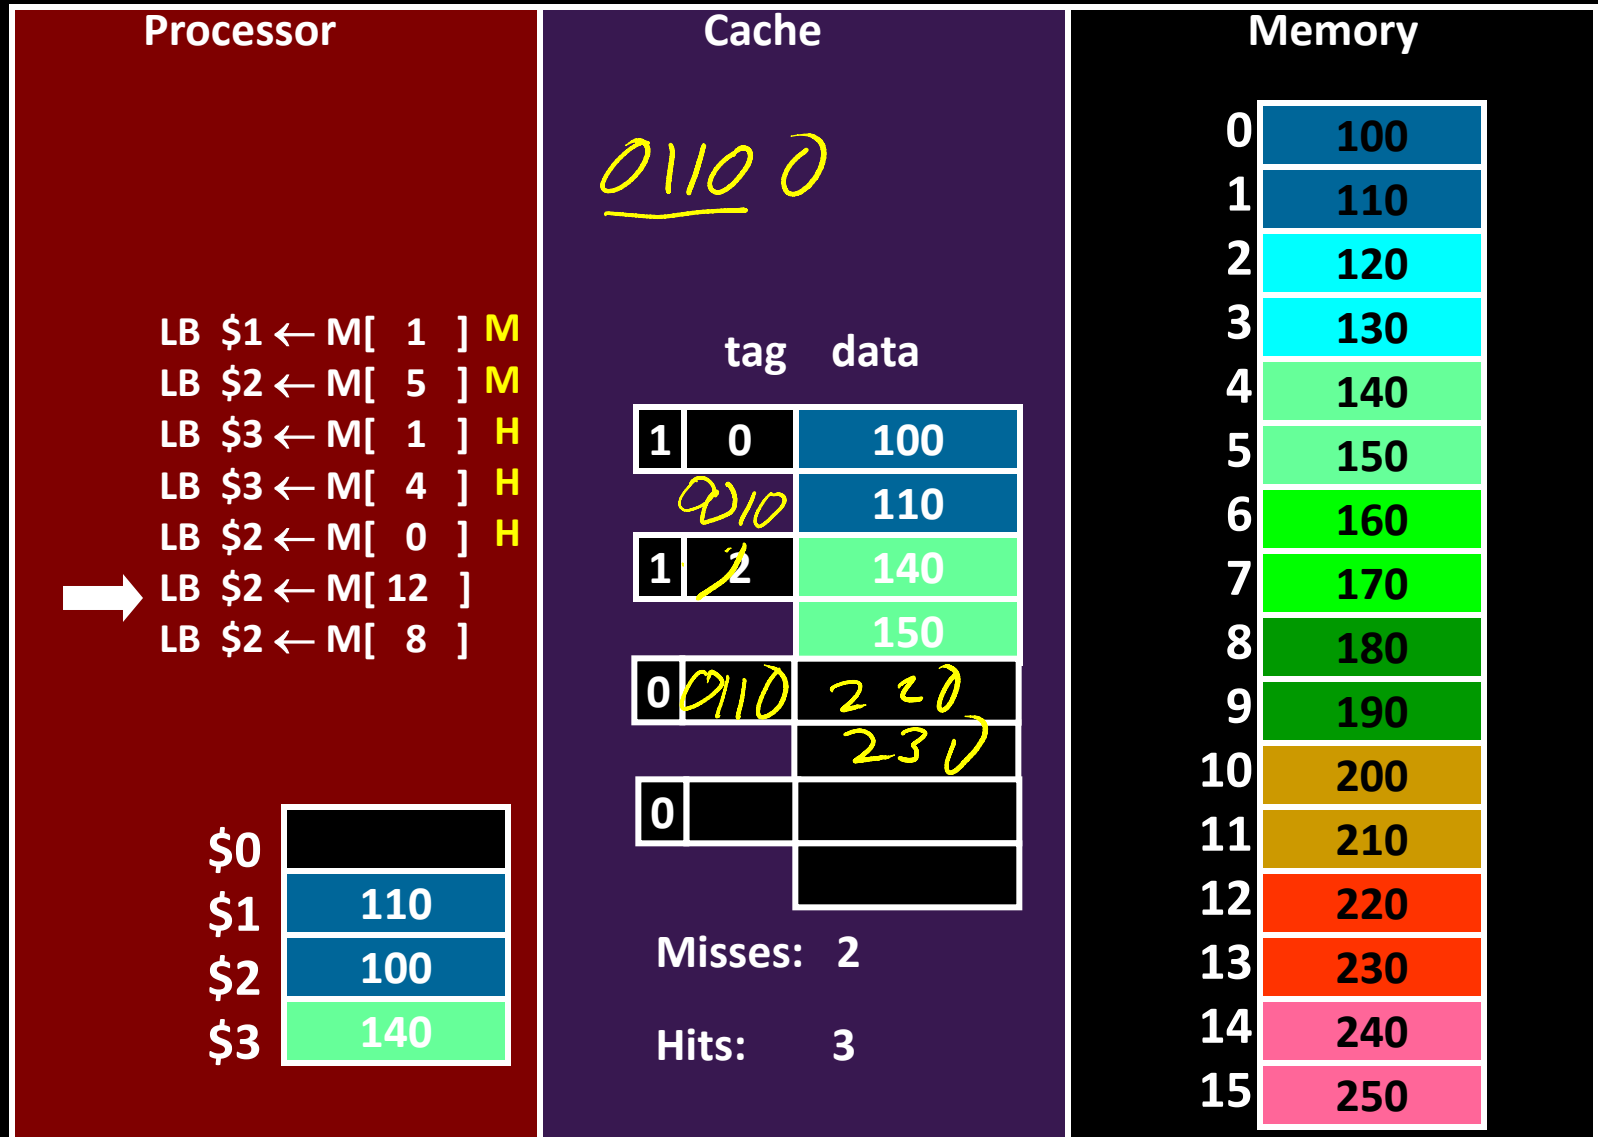 Processor
LB $1 ← M[ 1 ] M
LB $2 ← M[ 5 ] M
LB $3 ← M[ 1 ] H
LB $3 ← M[ 4 ] H
LB $2 ← M[ 0 ] H
LB $2 ← M[ 12 ]
LB $2 ← M[ 8 ]
$0
$1 110
$2 100
$3 140
Cache
0110 0
tag data
1 0 100
0010 110
1 2 140
150
0 0110 220
230
0
Misses: 2
Hits: 3
Memory
0 100
1 110
2 120
3 130
4 140
5 150
6 160
7 170
8 180
9 190
10 200
11 210
12 220
13 230
14 240
15 250